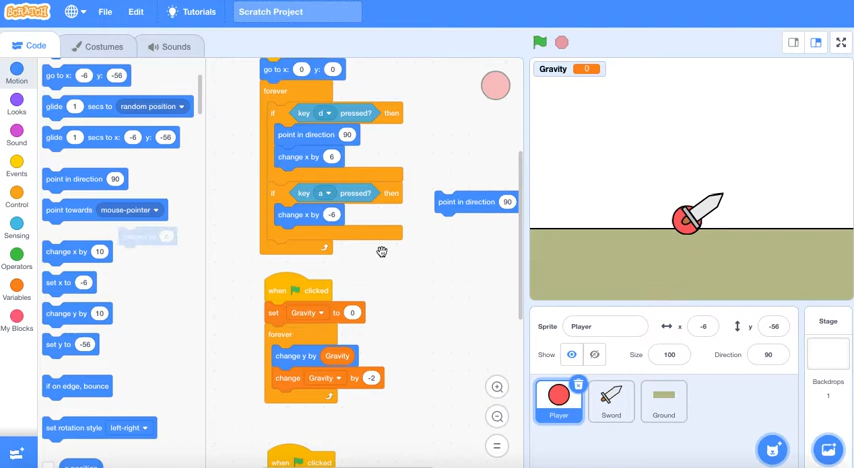 SCRATCH File Edit Tutorials Scratch Project
Code Costumes Sounds
Motion
Looks
Sound
Events
Control
Sensing
Operators
Variables
My Blocks
go to x: -6 y: -56
glide 1 secs to random position
glide 1 secs to x: -6 y: -56
point in direction 90
point towards mouse-pointer
change x by 10
set x to -6
change y by 10
set y to -56
if on edge, bounce
set rotation style left-right
x position
go to x: 0 y: 0
forever
if key d pressed? then
point in direction 90
change x by 6
if key a pressed? then
change x by -6
point in direction 90
when clicked
set Gravity to 0
forever
change y by Gravity
change Gravity by -2
when clicked
Gravity 0
Sprite Player x -6 y -56
Show Size 100 Direction 90
Player
Sword
Ground
Stage
Backdrops
1